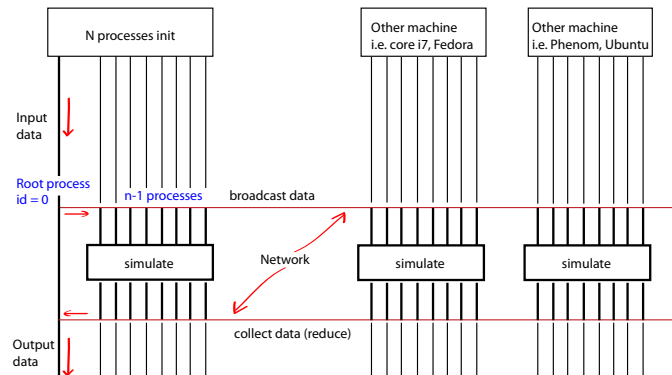 N processes init
Other machine
i.e. core i7, Fedora
Other machine
i.e. Phenom, Ubuntu
Input
data
Root process
id = 0
n-1 processes
broadcast data
simulate
Network
simulate
simulate
collect data (reduce)
Output
data